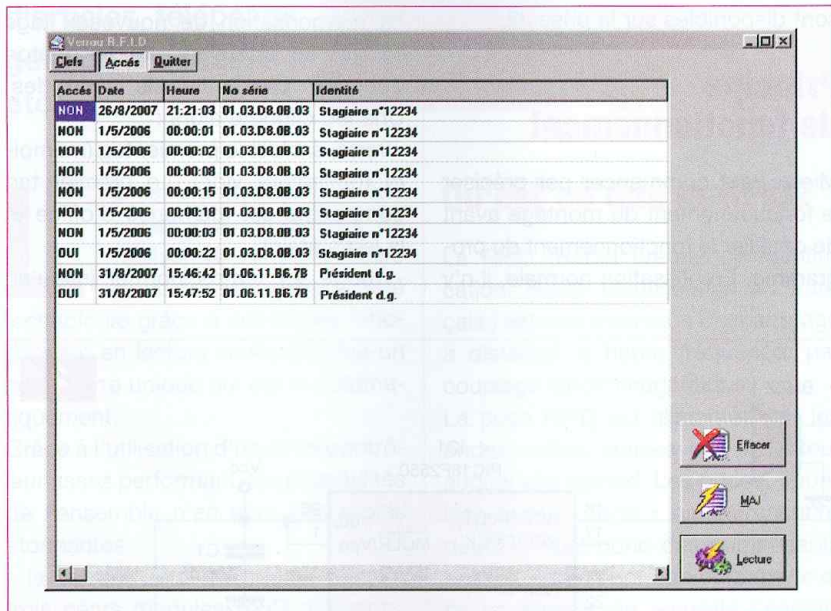 Verrou R.F.I.D
Clefs Accés Quitter
Accés Date Heure No série Identité
NON 26/8/2007 21:21:03 01.03.D8.0B.03 Stagiaire n°12234
NON 1/5/2006 00:00:01 01.03.D8.0B.03 Stagiaire n°12234
NON 1/5/2006 00:00:02 01.03.D8.0B.03 Stagiaire n°12234
NON 1/5/2006 00:00:08 01.03.D8.0B.03 Stagiaire n°12234
NON 1/5/2006 00:00:10 01.03.D8.0B.03 Stagiaire n°12234
NON 1/5/2006 00:00:18 01.03.D8.0B.03 Stagiaire n°12234
NON 1/5/2006 00:00:03 01.03.D8.0B.03 Stagiaire n°12234
OUI 1/5/2006 00:00:22 01.03.D8.0B.03 Stagiaire n°12234
NON 31/8/2007 15:46:42 01.06.11.B6.7B Président d.g.
OUI 31/8/2007 15:47:52 01.06.11.B6.7B Président d.g.
Effacer
MAJ
Lecture